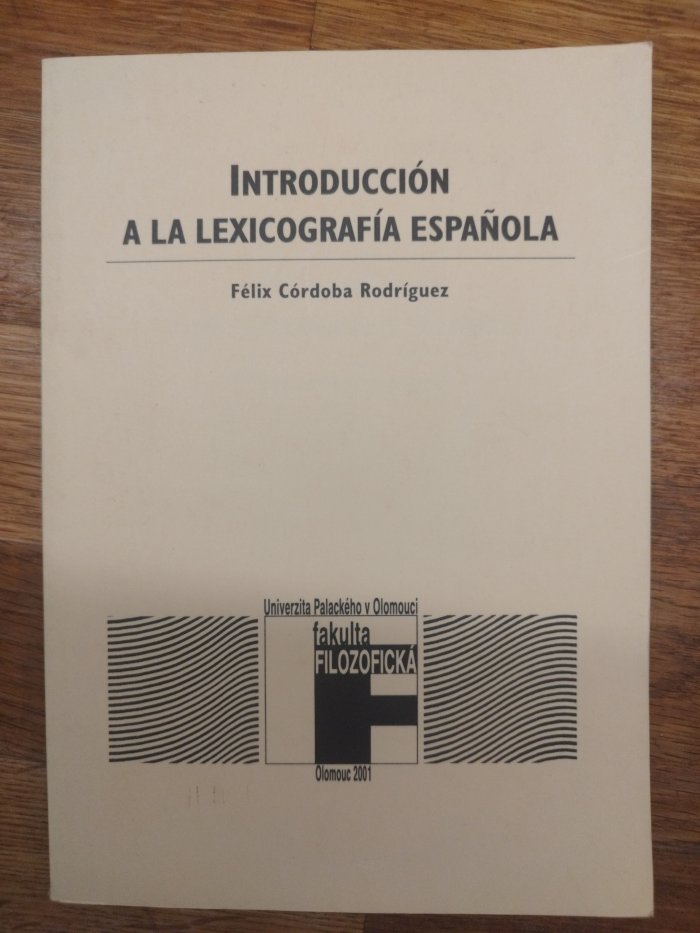 INTRODUCCIÓN
A LA LEXICOGRAFÍA ESPAÑOLA
Félix Córdoba Rodríguez
Univerzita Palackého v Olomouci
fakulta
FILOZOFICKÁ
Olomouc 2001